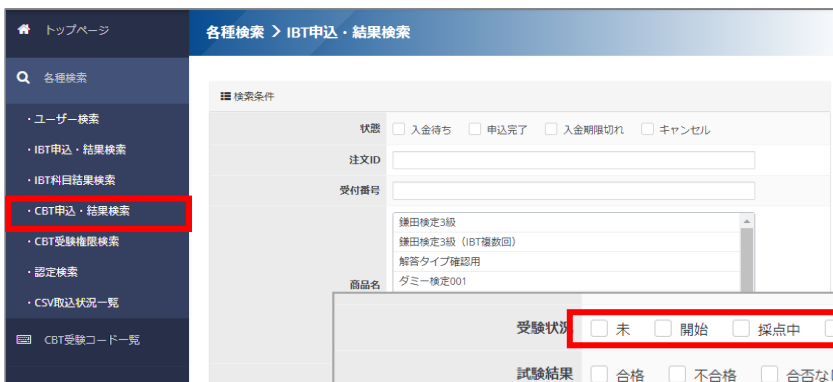 トップページ
各種検索
・ユーザー検索
・IBT申込・結果検索
・IBT科目結果検索
・CBT申込・結果検索
・CBT受験権限検索
・認定検索
・CSV取込状況一覧
CBT受験コード一覧
各種検索 > IBT申込・結果検索
検索条件
状態 入金待ち 申込完了 入金期限切れ キャンセル
注文ID
受付番号
商品名
鎌田検定3級
鎌田検定3級（IBT複数回）
解答タイプ確認用
ダミー検定001
受験状況 未 開始 採点中
試験結果 合格 不合格 合否なし